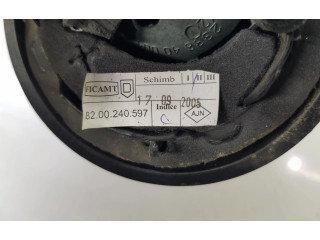 FICAMT Schimb I II III
17 09 2005
82.00.240.597 Indice AJN